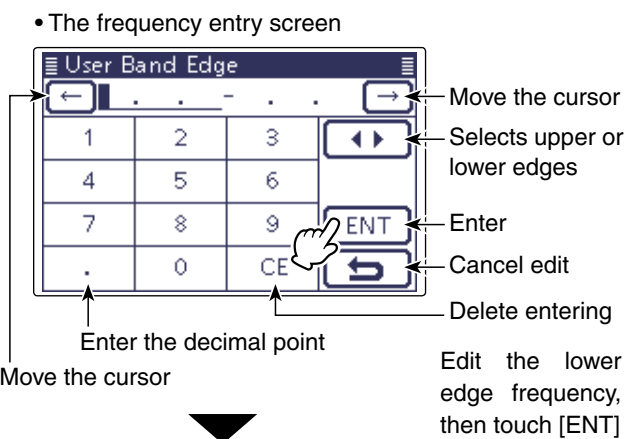 • The frequency entry screen
User Band Edge
← . . - . . →
Move the cursor
1 2 3
Selects upper or
lower edges
4 5 6
7 8 9 ENT
Enter
. 0 CE
Cancel edit
Delete entering
Enter the decimal point
Move the cursor
Edit the lower
edge frequency,
then touch [ENT]